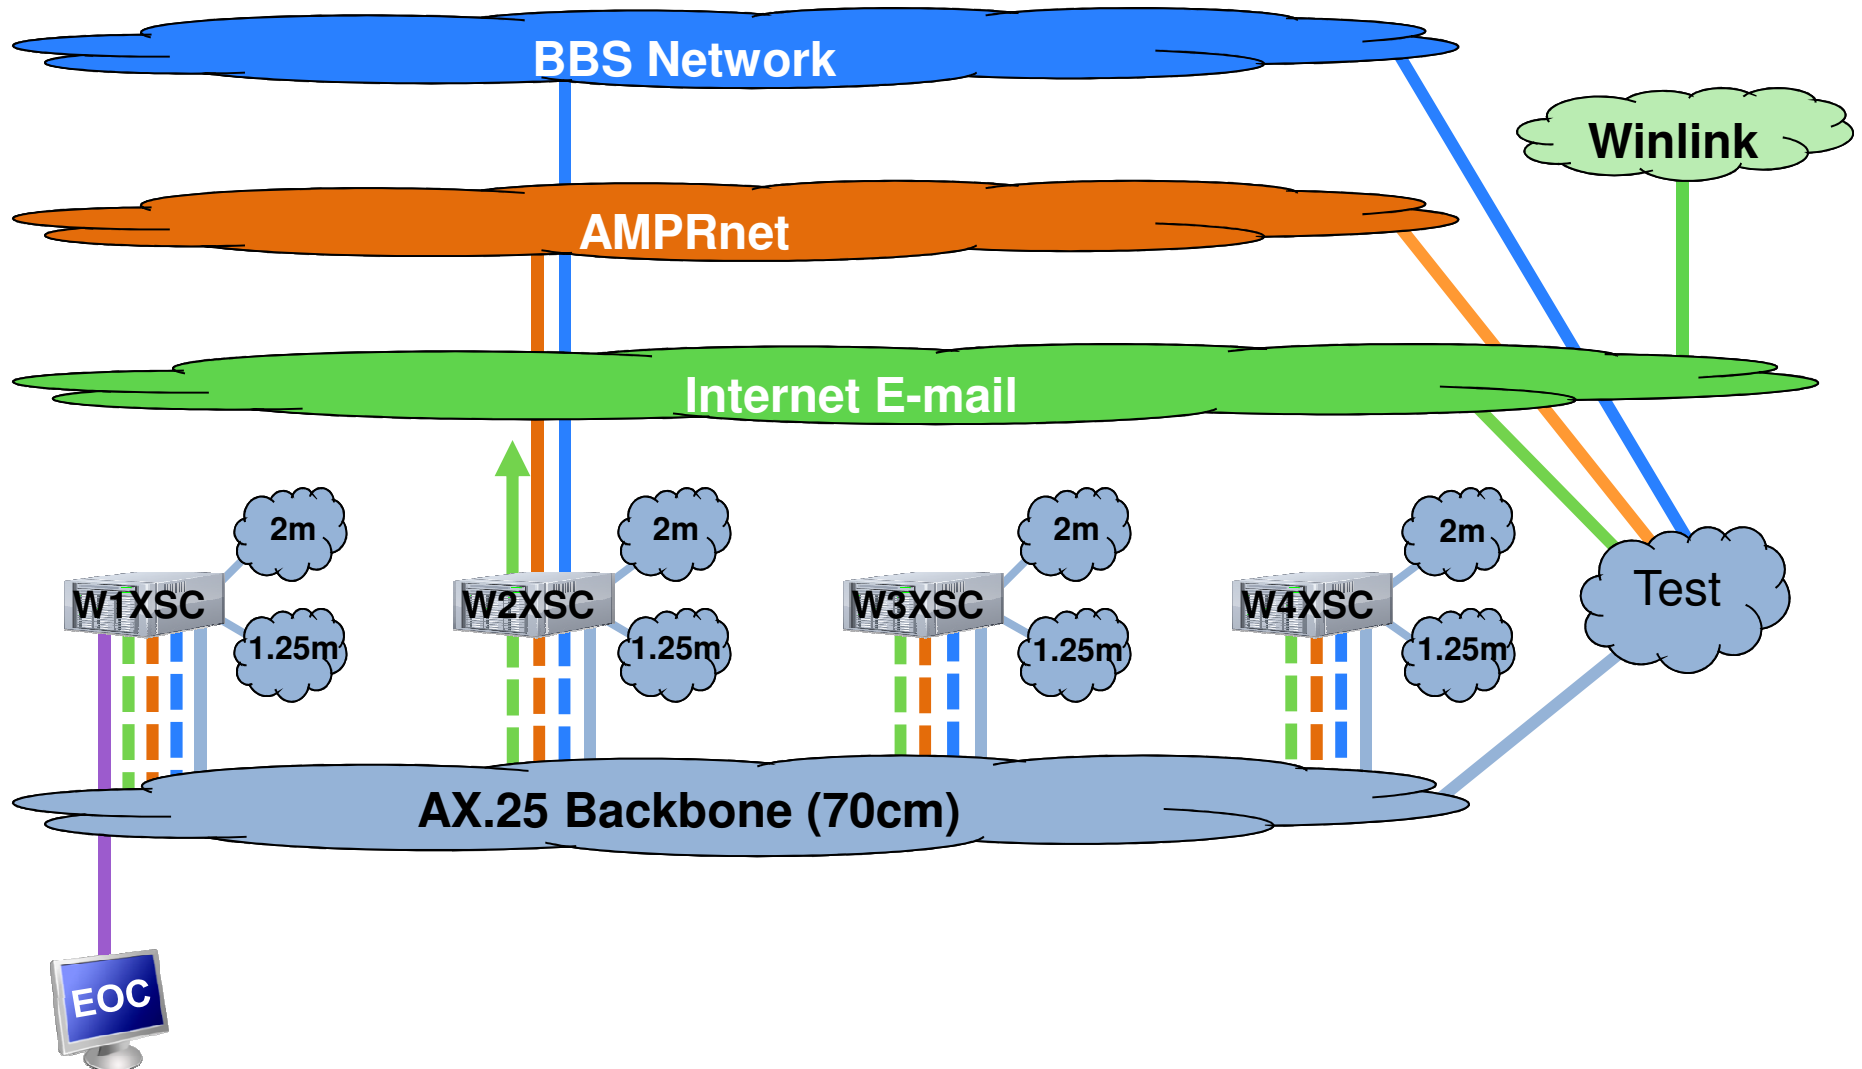 BBS Network
Winlink
AMPRnet
Internet E-mail
2m
2m
2m
2m
W1XSC
W2XSC
W3XSC
W4XSC
Test
1.25m
1.25m
1.25m
1.25m
AX.25 Backbone (70cm)
EOC